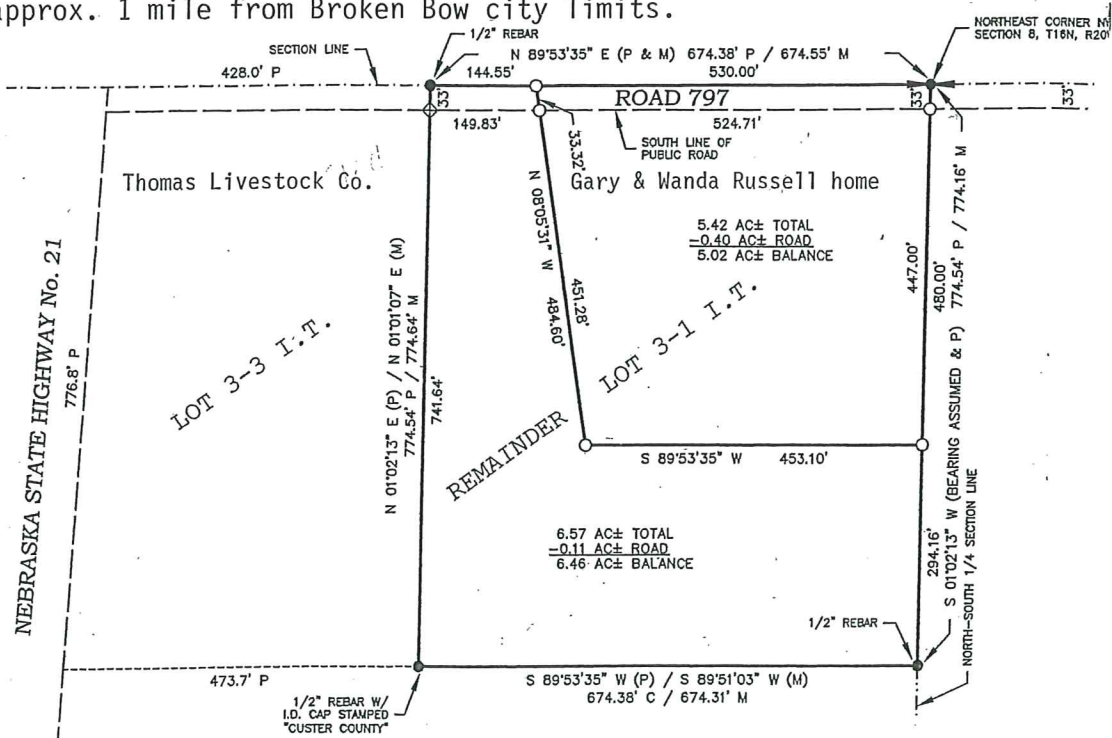 approx. 1 mile from Broken Bow city limits.
NORTHEAST CORNER
SECTION 8, T16N, R20
1/2" REBAR
SECTION LINE
N 89°53'35" E (P & M) 674.38' P / 674.55' M
428.0' P
144.55'
530.00'
33'
ROAD 797
33'
33'
149.83'
524.71'
SOUTH LINE OF
PUBLIC ROAD
33.32'
Thomas Livestock Co.
Gary & Wanda Russell home
5.42 AC± TOTAL
-0.40 AC± ROAD
5.02 AC± BALANCE
N 08°05'31" W
451.28'
484.60'
447.00'
480.00'
774.54' P / 774.16' M
S 01°02'13" W (BEARING ASSUMED & P)
NORTH-SOUTH 1/4 SECTION LINE
294.16'
NEBRASKA STATE HIGHWAY No. 21
776.8' P
LOT 3-3 I.T.
N 01°02'13" E (P) / N 01°01'07" E (M)
774.54' P / 774.64' M
741.64'
REMAINDER LOT 3-1 I.T.
S 89°53'35" W 453.10'
6.57 AC± TOTAL
-0.11 AC± ROAD
6.46 AC± BALANCE
1/2" REBAR
473.7' P
S 89°53'35" W (P) / S 89°51'03" W (M)
674.38' C / 674.31' M
1/2" REBAR W/
I.D. CAP STAMPED
"CUSTER COUNTY"